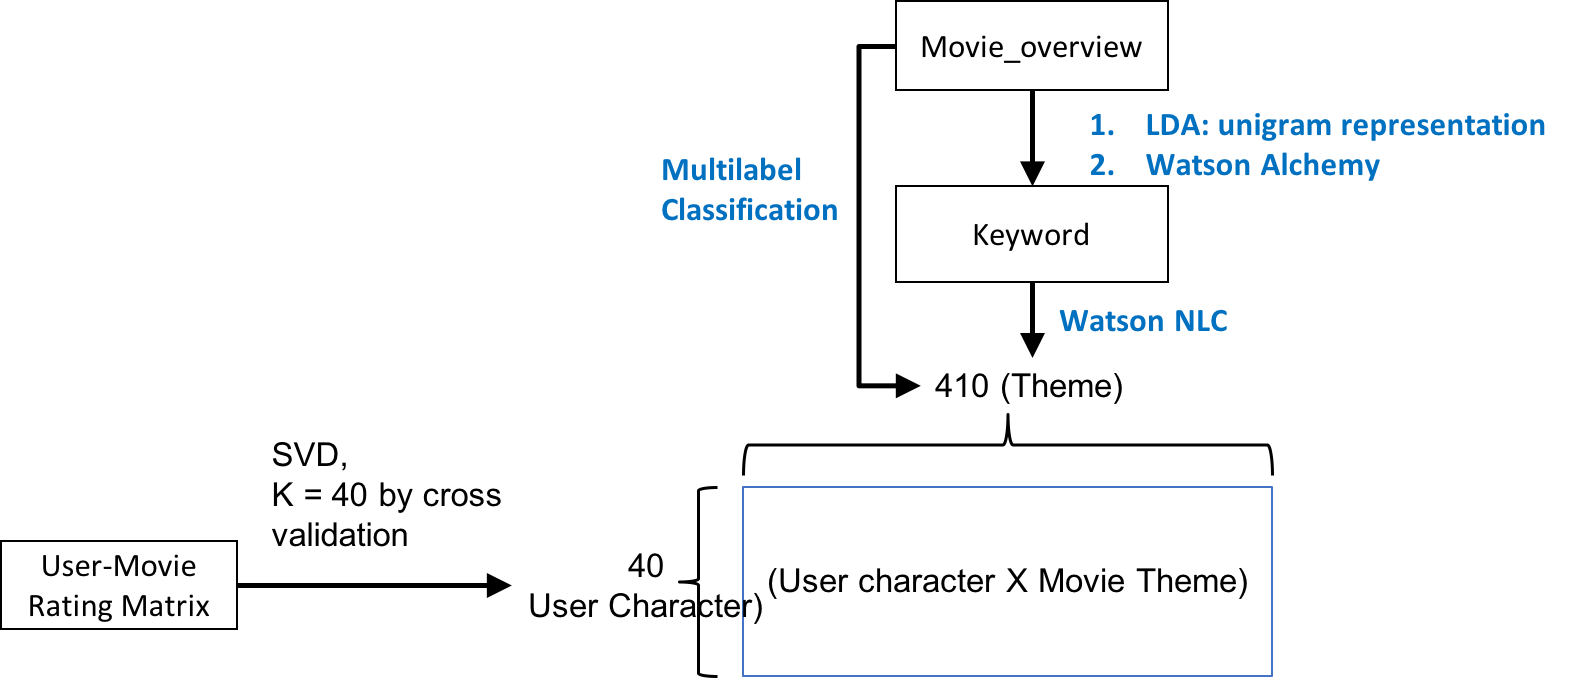 Movie_overview
1. LDA: unigram representation
2. Watson Alchemy
Multilabel
Classification
Keyword
Watson NLC
410 (Theme)
SVD,
K = 40 by cross
validation
User-Movie
Rating Matrix
40
User Character)
(User character X Movie Theme)